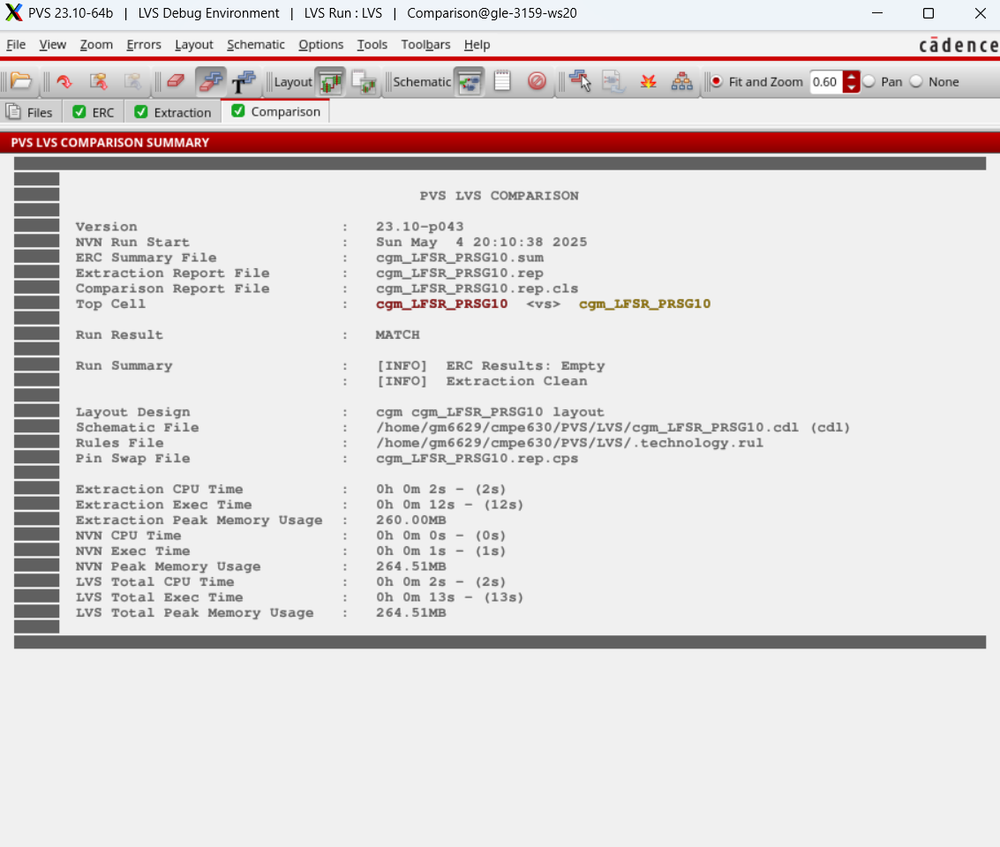 PVS 23.10-64b | LVS Debug Environment | LVS Run : LVS | Comparison@gle-3159-ws20
File View Zoom Errors Layout Schematic Options Tools Toolbars Help cādence
Layout Schematic Fit and Zoom 0.60 Pan None
Files ERC Extraction Comparison
PVS LVS COMPARISON SUMMARY
PVS LVS COMPARISON
Version : 23.10-p043
NVN Run Start : Sun May 4 20:10:38 2025
ERC Summary File : cgm_LFSR_PRSG10.sum
Extraction Report File : cgm_LFSR_PRSG10.rep
Comparison Report File : cgm_LFSR_PRSG10.rep.cls
Top Cell : cgm_LFSR_PRSG10 <vs> cgm_LFSR_PRSG10
Run Result : MATCH
Run Summary : [INFO] ERC Results: Empty
: [INFO] Extraction Clean
Layout Design : cgm cgm_LFSR_PRSG10 layout
Schematic File : /home/gm6629/cmpe630/PVS/LVS/cgm_LFSR_PRSG10.cdl (cdl)
Rules File : /home/gm6629/cmpe630/PVS/LVS/.technology.rul
Pin Swap File : cgm_LFSR_PRSG10.rep.cps
Extraction CPU Time : 0h 0m 2s - (2s)
Extraction Exec Time : 0h 0m 12s - (12s)
Extraction Peak Memory Usage : 260.00MB
NVN CPU Time : 0h 0m 0s - (0s)
NVN Exec Time : 0h 0m 1s - (1s)
NVN Peak Memory Usage : 264.51MB
LVS Total CPU Time : 0h 0m 2s - (2s)
LVS Total Exec Time : 0h 0m 13s - (13s)
LVS Total Peak Memory Usage : 264.51MB